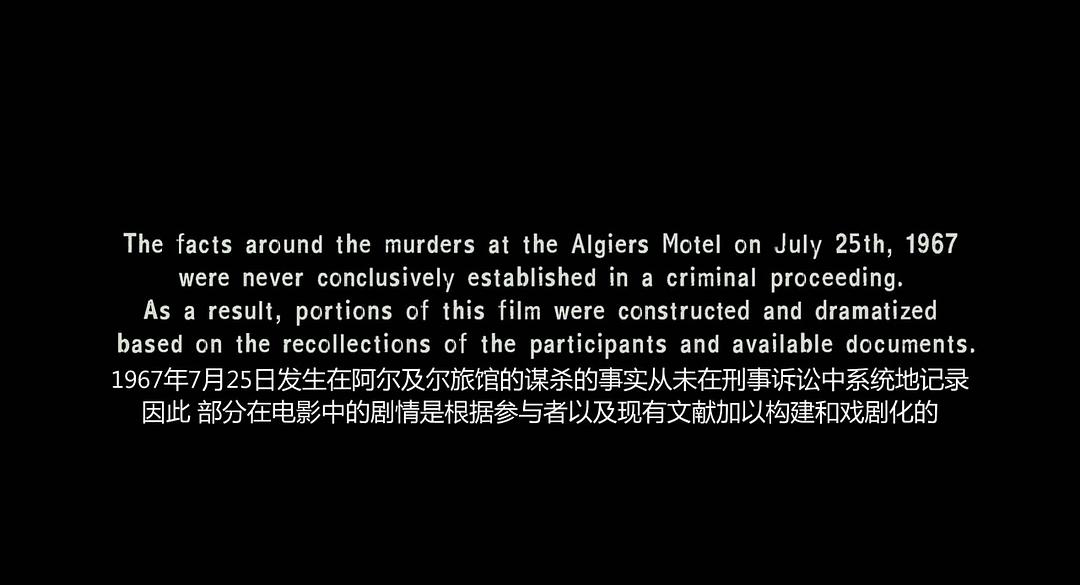 The facts around the murders at the Algiers Motel on July 25th, 1967
were never conclusively established in a criminal proceeding.
As a result, portions of this film were constructed and dramatized
based on the recollections of the participants and available documents.
1967年7月25日发生在阿尔及尔旅馆的谋杀的事实从未在刑事诉讼中系统地记录
因此 部分在电影中的剧情是根据参与者以及现有文献加以构建和戏剧化的